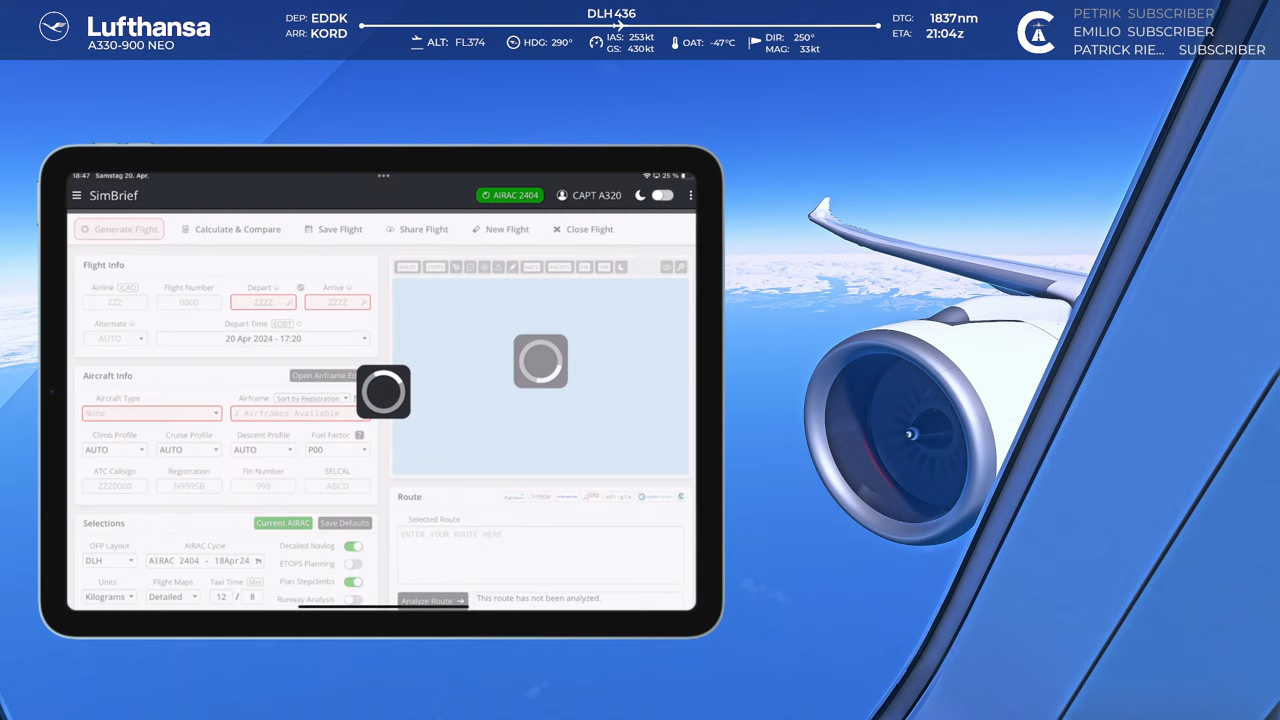 Lufthansa
A330-900 NEO
DEP: EDDK
ARR: KORD
DLH436
ALT: FL374
HDG: 290°
IAS: 253kt
GS: 430kt
OAT: -47°C
DIR: 250°
MAG: 33kt
DTG: 1837nm
ETA: 21:04z
PETRIK SUBSCRIBER
EMILIO SUBSCRIBER
PATRICK RIE... SUBSCRIBER
18:47 Samstag 20. Apr.
25 %
SimBrief
AIRAC 2404
CAPT A320
Generate Flight
Calculate & Compare
Save Flight
Share Flight
New Flight
Close Flight
Flight Info
Airline ICAO
Flight Number
Depart
Arrive
ZZZ
0000
ZZZZ
ZZZZ
Alternate
Depart Time EOBT
AUTO
20 Apr 2024 - 17:20
Aircraft Info
Open Airframe Ed
Aircraft Type
Airframe Sort by Registration
None
3 Airframes Available
Climb Profile
Cruise Profile
Descent Profile
Fuel Factor ?
AUTO
AUTO
AUTO
P00
ATC Callsign
Registration
Fin Number
SELCAL
ZZZ0000
N999SB
999
ABCD
Selections
Current AIRAC
Save Defaults
OFP Layout
AIRAC Cycle
Detailed Navlog
DLH
AIRAC 2404 - 18Apr24
ETOPS Planning
Units
Flight Maps
Taxi Time Min
Plan Stepclimbs
Kilograms
Detailed
12 / 8
Runway Analysis
Route
Selected Route
ENTER YOUR ROUTE HERE
Analyze Route
This route has not been analyzed.